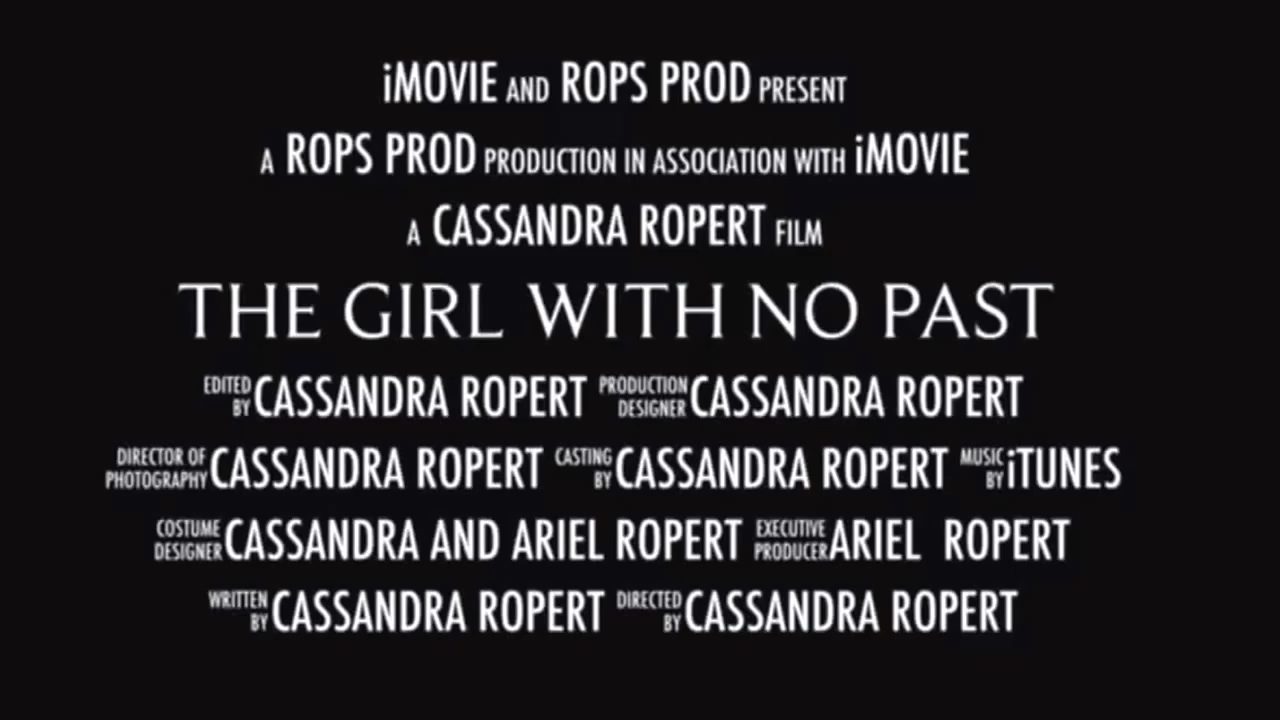 iMOVIE AND ROPS PROD PRESENT
A ROPS PROD PRODUCTION IN ASSOCIATION WITH iMOVIE
A CASSANDRA ROPERT FILM
THE GIRL WITH NO PAST
EDITED BY CASSANDRA ROPERT PRODUCTION DESIGNER CASSANDRA ROPERT
DIRECTOR OF PHOTOGRAPHY CASSANDRA ROPERT CASTING BY CASSANDRA ROPERT MUSIC BY iTUNES
COSTUME DESIGNER CASSANDRA AND ARIEL ROPERT EXECUTIVE PRODUCER ARIEL ROPERT
WRITTEN BY CASSANDRA ROPERT DIRECTED BY CASSANDRA ROPERT